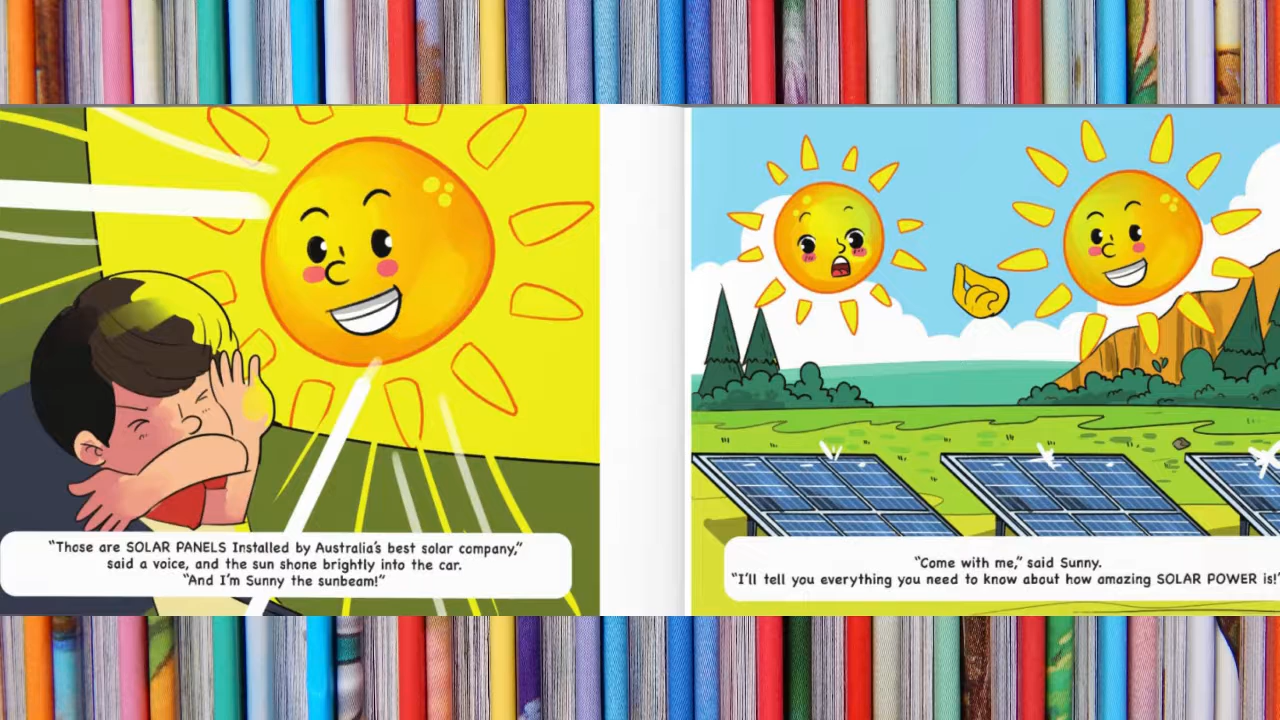 “Those are SOLAR PANELS Installed by Australia’s best solar company,”
said a voice, and the sun shone brightly into the car.
“And I’m Sunny the sunbeam!”
“Come with me,” said Sunny.
“I’ll tell you everything you need to know about how amazing SOLAR POWER is!”